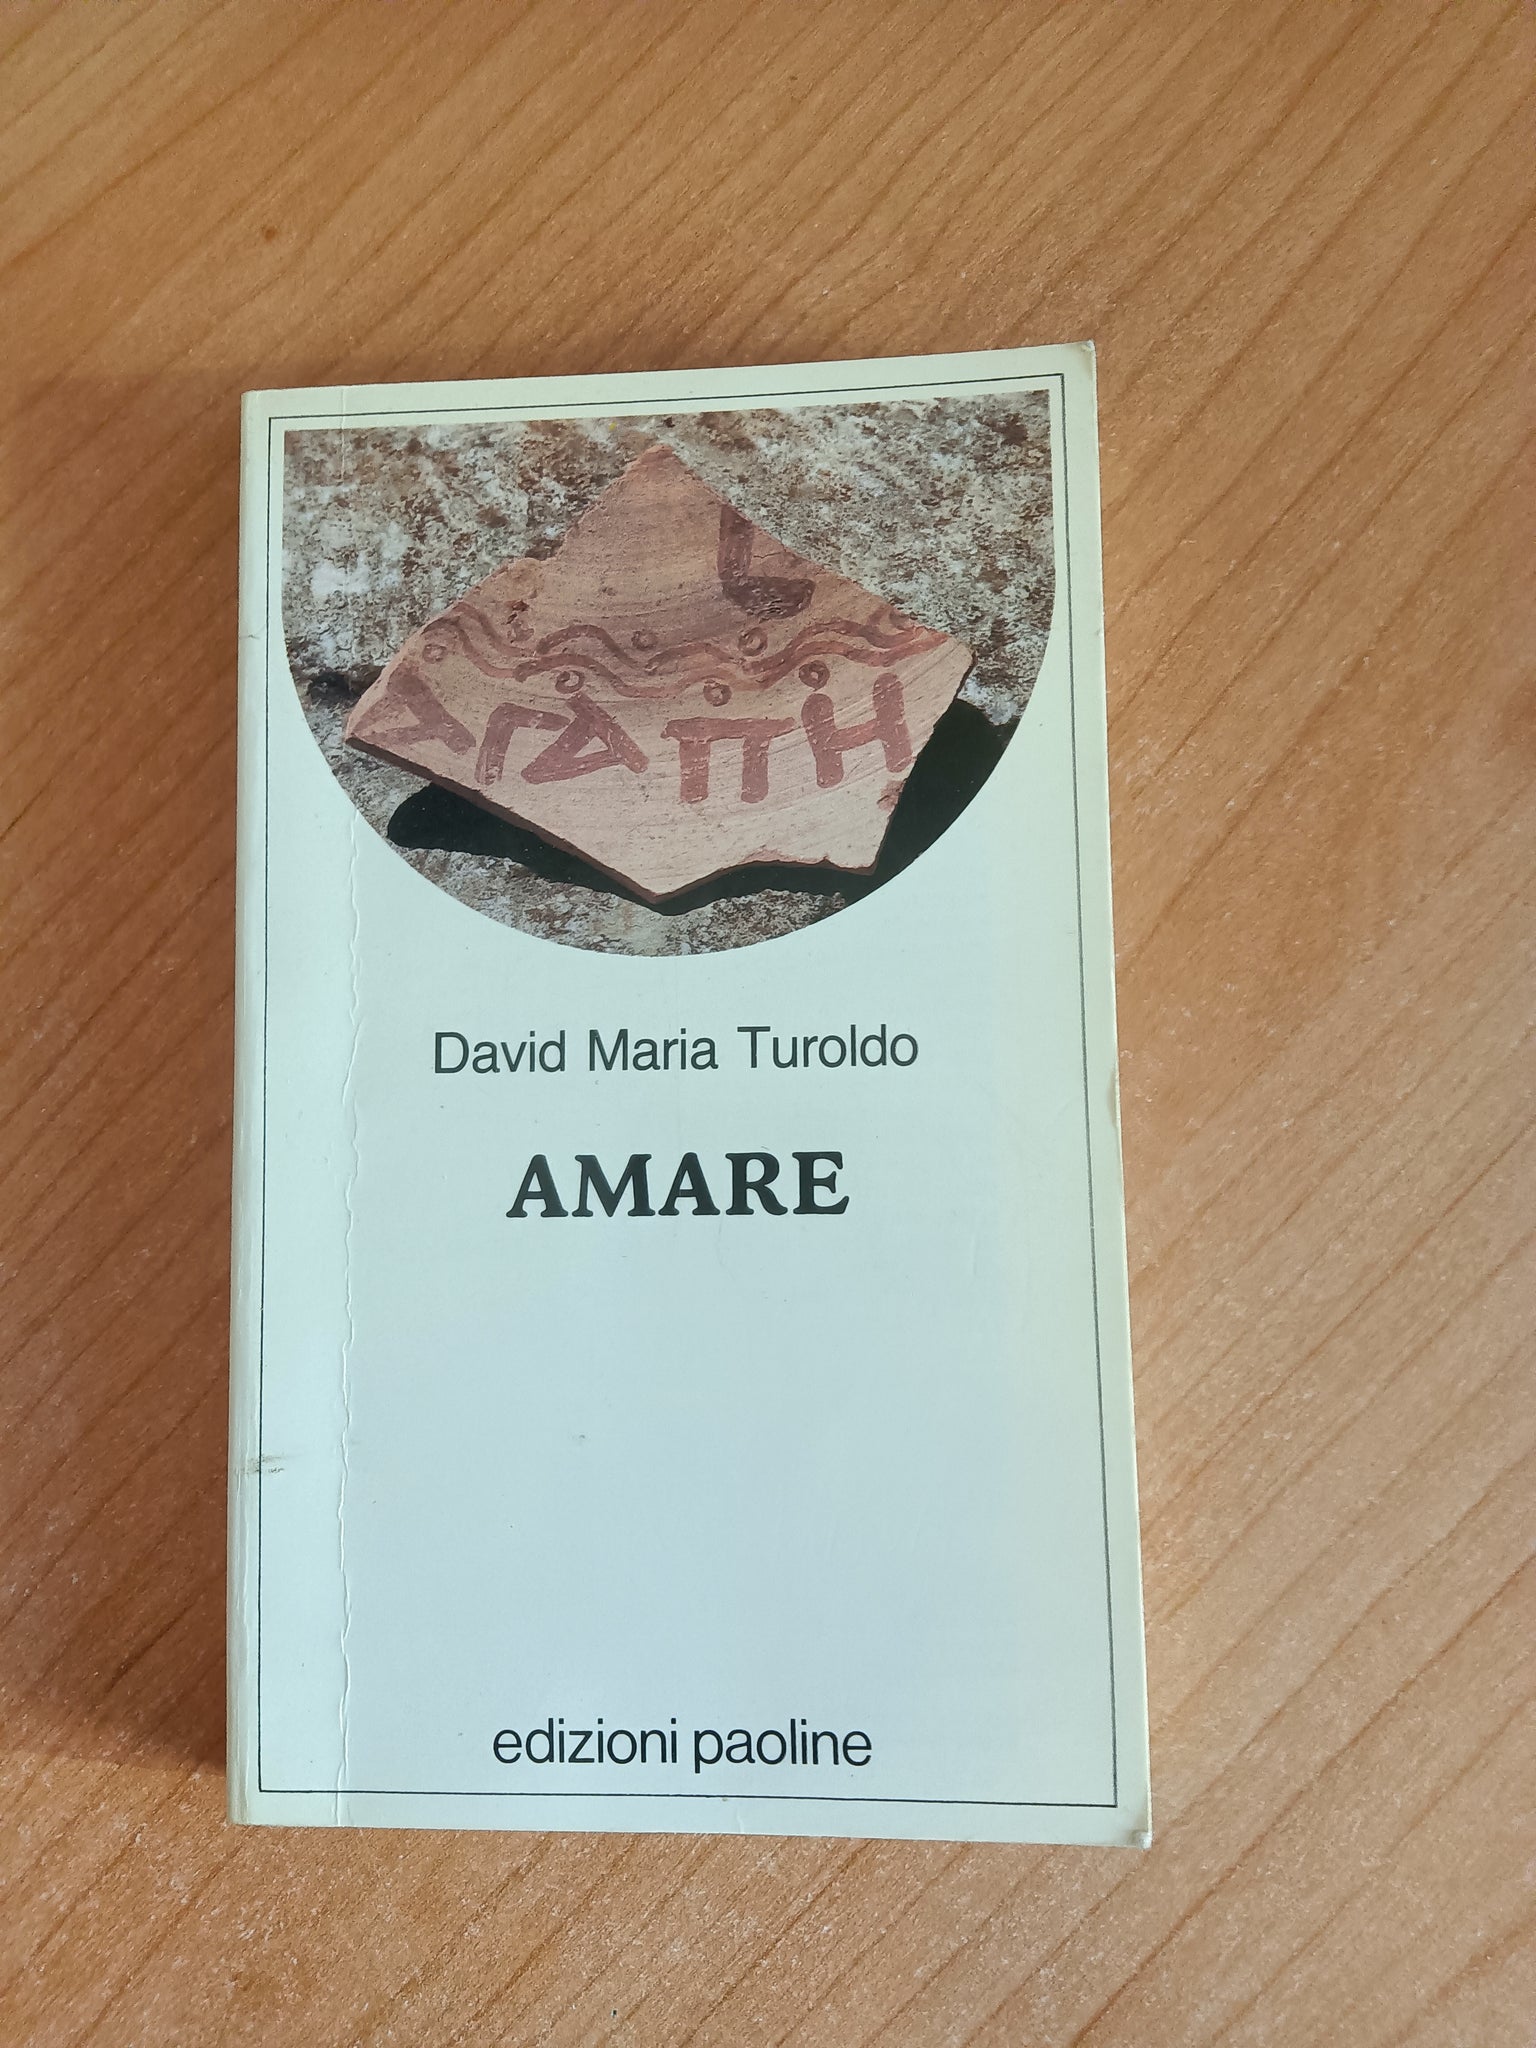 ΑΓΑΠΗ
David Maria Turoldo
AMARE
edizioni paoline